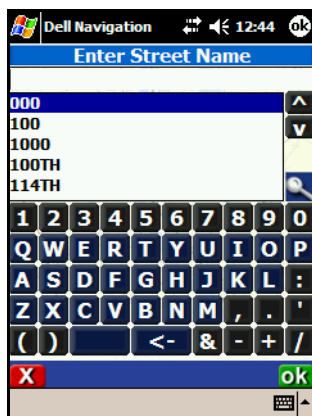 Dell Navigation 12:44 ok
Enter Street Name
000
100
1000
100TH
114TH
1 2 3 4 5 6 7 8 9 0
Q W E R T Y U I O P
A S D F G H J K L :
Z X C V B N M , . '
( ) <- & - + /
X ok